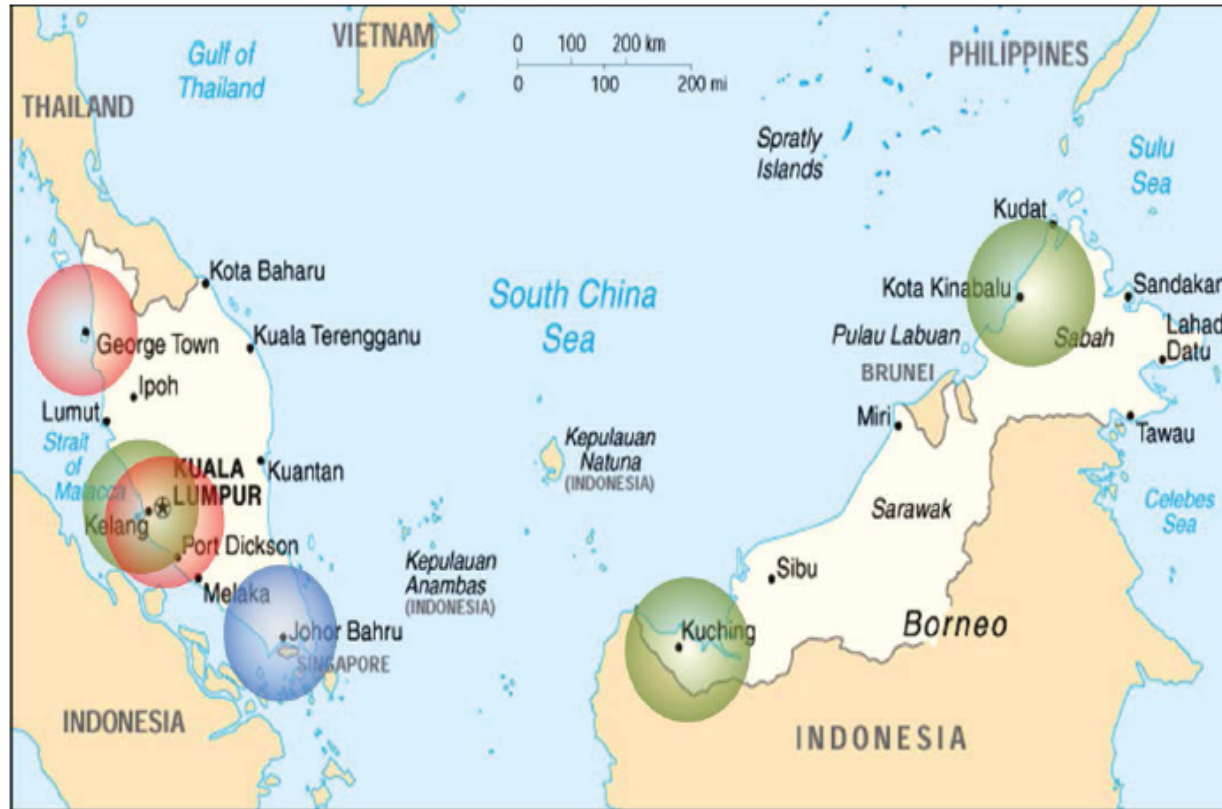 VIETNAM
0 100 200 km
0 100 200 mi
PHILIPPINES
Gulf of
Thailand
THAILAND
Spratly
Islands
Sulu
Sea
Kudat
Kota Baharu
South China
Sea
Kota Kinabalu
Sandakan
George Town
Kuala Terengganu
Pulau Labuan
Sabah
Lahad
Datu
BRUNEI
Ipoh
Lumut
Miri
Tawau
Strait
of
Malacca
KUALA
LUMPUR
Kuantan
Kepulauan
Natuna
(INDONESIA)
Celebes
Sea
Kelang
Sarawak
Port Dickson
Kepulauan
Anambas
(INDONESIA)
Melaka
Sibu
Johor Bahru
SINGAPORE
Kuching
Borneo
INDONESIA
INDONESIA